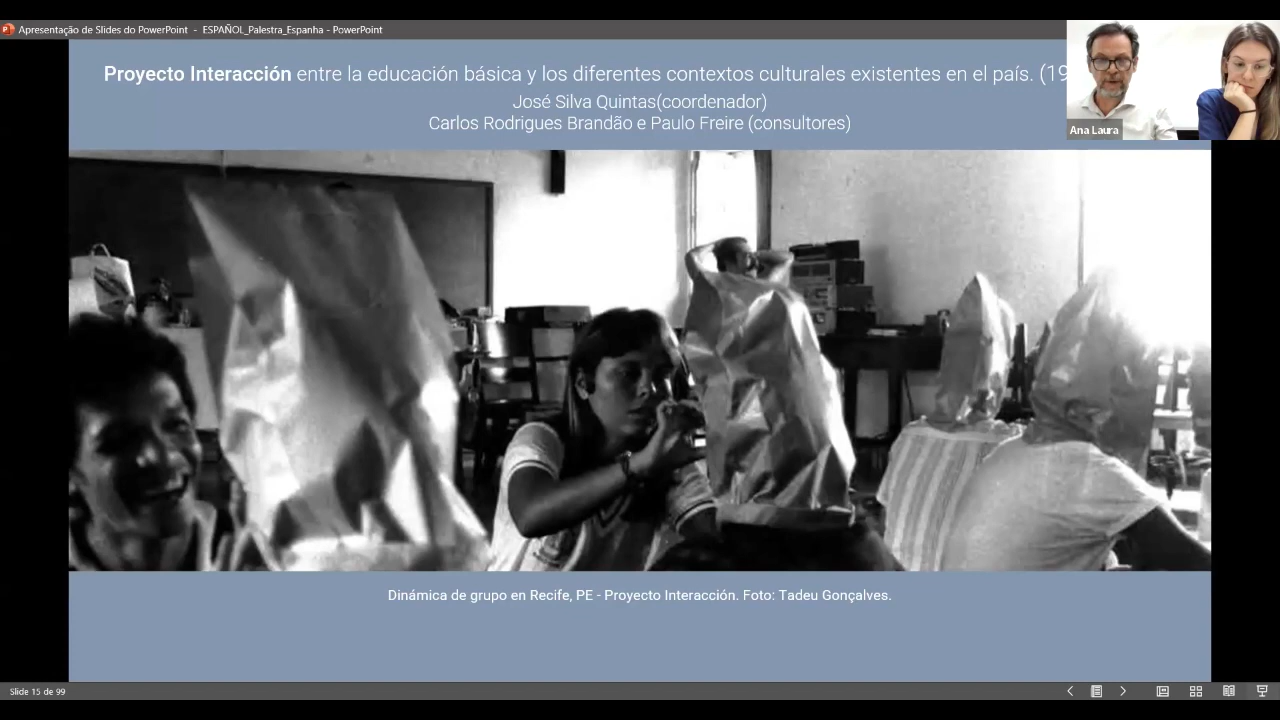 Apresentação de Slides do PowerPoint - ESPAÑOL_Palestra_Espanha - PowerPoint
Proyecto Interacción entre la educación básica y los diferentes contextos culturales existentes en el país. (19
José Silva Quintas(coordenador)
Carlos Rodrigues Brandão e Paulo Freire (consultores)
Ana Laura
Dinámica de grupo en Recife, PE - Proyecto Interacción. Foto: Tadeu Gonçalves.
Slide 15 de 99